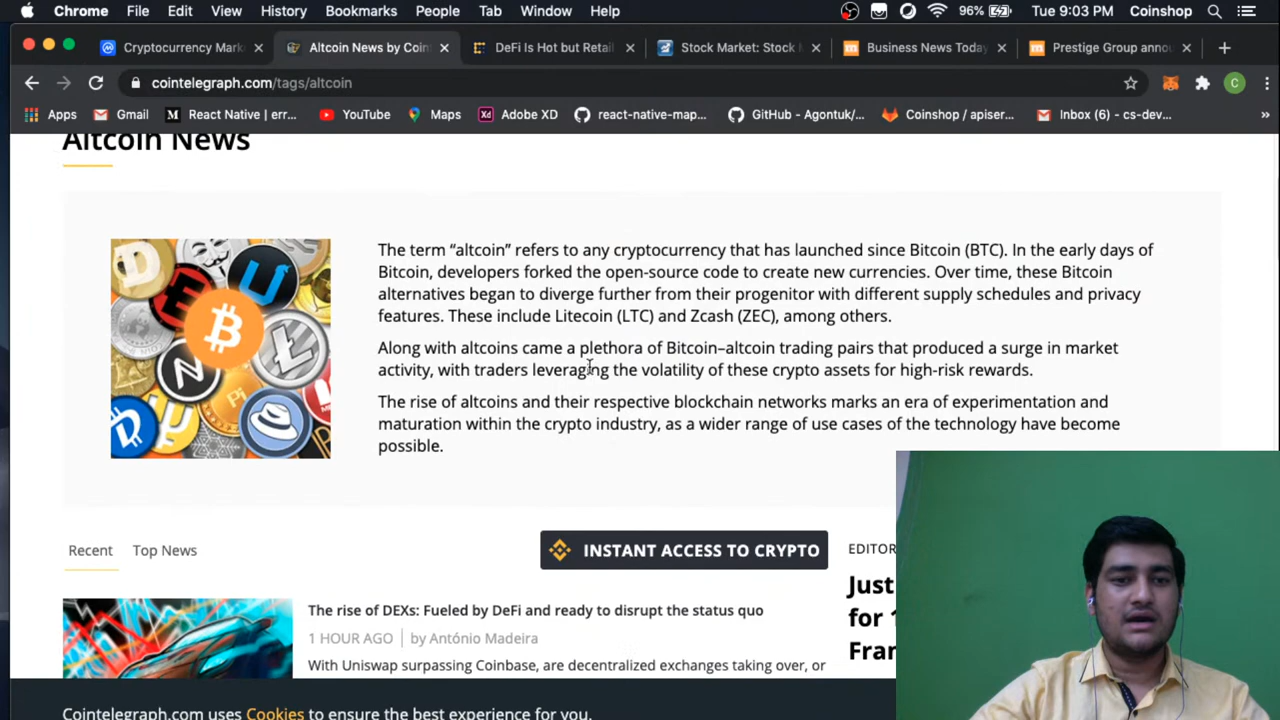 Chrome File Edit View History Bookmarks People Tab Window Help 96% Tue 9:03 PM Coinshop
Cryptocurrency Mark Altcoin News by Coin DeFi Is Hot but Retail Stock Market: Stock M Business News Today Prestige Group anno
cointelegraph.com/tags/altcoin C
Apps Gmail React Native | err... YouTube Maps Adobe XD react-native-map... GitHub - Agontuk/... Coinshop / apiser... Inbox (6) - cs-dev... »
Altcoin News
The term “altcoin” refers to any cryptocurrency that has launched since Bitcoin (BTC). In the early days of
Bitcoin, developers forked the open-source code to create new currencies. Over time, these Bitcoin
alternatives began to diverge further from their progenitor with different supply schedules and privacy
features. These include Litecoin (LTC) and Zcash (ZEC), among others.
Along with altcoins came a plethora of Bitcoin–altcoin trading pairs that produced a surge in market
activity, with traders leveraging the volatility of these crypto assets for high-risk rewards.
The rise of altcoins and their respective blockchain networks marks an era of experimentation and
maturation within the crypto industry, as a wider range of use cases of the technology have become
possible.
Recent Top News
INSTANT ACCESS TO CRYPTO
EDITOR
Just
for 1
Fran
The rise of DEXs: Fueled by DeFi and ready to disrupt the status quo
1 HOUR AGO | by António Madeira
With Uniswap surpassing Coinbase, are decentralized exchanges taking over, or
Cointelegraph.com uses Cookies to ensure the best experience for you.